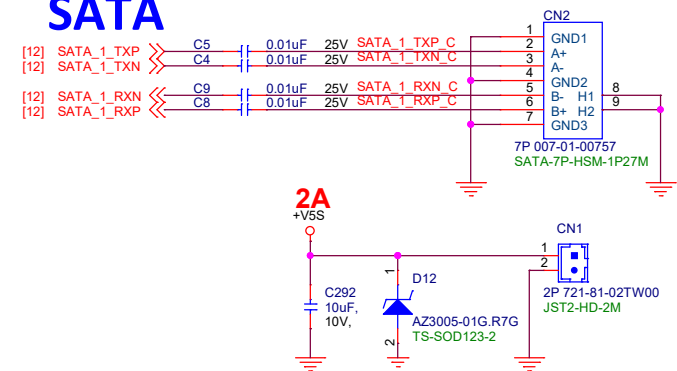 SATA
CN2
[12] SATA_1_TXP C5 0.01uF 25V SATA_1_TXP_C 1 GND1
[12] SATA_1_TXN C4 0.01uF 25V SATA_1_TXN_C 2 A+
3 A-
4 GND2
[12] SATA_1_RXN C9 0.01uF 25V SATA_1_RXN_C 5 B- H1 8
[12] SATA_1_RXP C8 0.01uF 25V SATA_1_RXP_C 6 B+ H2 9
7 GND3
7P 007-01-00757
SATA-7P-HSM-1P27M
2A
+V5S
CN1
1
2
C292
10uF,
10V,
1
D12
AZ3005-01G.R7G
TS-SOD123-2
2
2P 721-81-02TW00
JST2-HD-2M